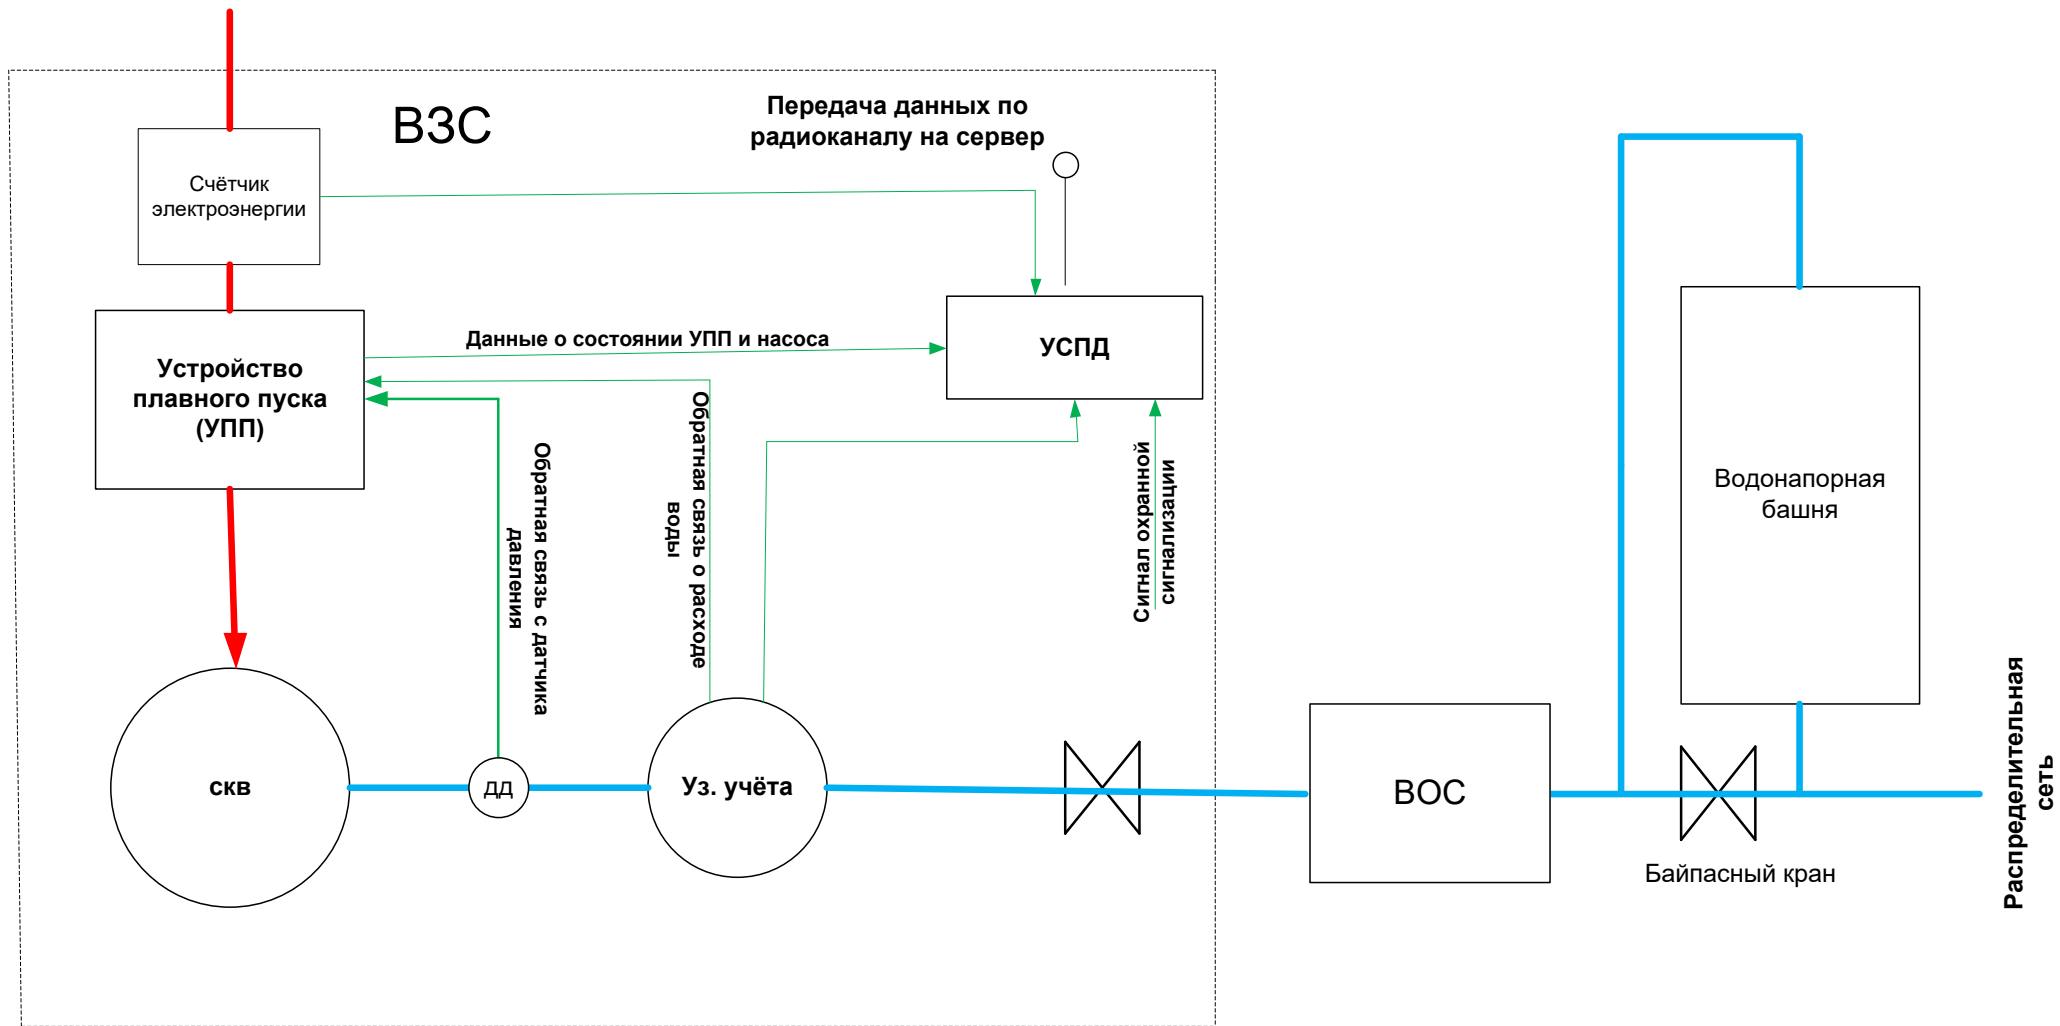 ВЗС
Передача данных по
радиоканалу на сервер
Счётчик
электроэнергии
Устройство
плавного пуска
(УПП)
Данные о состоянии УПП и насоса
УСПД
Обратная связь с датчика
давления
Обратная связь о расходе
воды
Сигнал охранной
сигнализации
скв
дд
Уз. учёта
ВОС
Водонапорная
башня
Байпасный кран
Распределительная
сеть